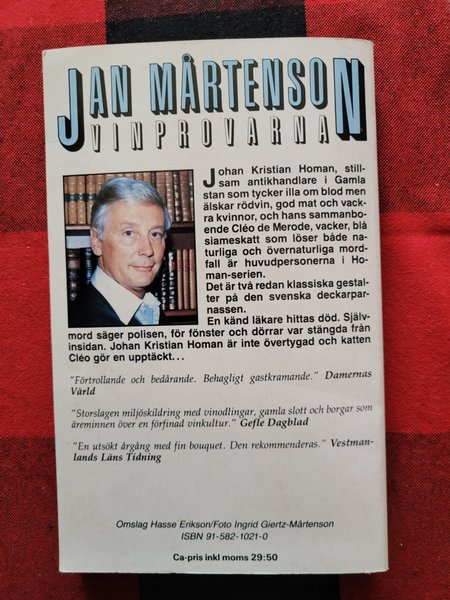 JAN MÅRTENSON
VINPROVARNA
Johan Kristian Homan, still-
sam antikhandlare i Gamla
stan som tycker illa om blod men
älskar rödvin, god mat och vack-
ra kvinnor, och hans sammanbo-
ende Cléo de Merode, vacker, blå
siameskatt som löser både na-
turliga och övernaturliga mord-
fall är huvudpersonerna i Ho-
man-serien.
Det är två redan klassiska gestal-
ter på den svenska deckarpar-
nassen.
En känd läkare hittas död. Själv-
mord säger polisen, för fönster och dörrar var stängda från
insidan. Johan Kristian Homan är inte övertygad och katten
Cléo gör en upptäckt...
"Förtrollande och bedårande. Behagligt gastkramande." Damernas
Värld
"Storslagen miljöskildring med vinodlingar, gamla slott och borgar som
äreminnen över en förfinad vinkultur." Gefle Dagblad
"En utsökt årgång med fin bouquet. Den rekommenderas." Vestman-
lands Läns Tidning
Omslag Hasse Erikson/Foto Ingrid Giertz-Mårtenson
ISBN 91-582-1021-0
Ca-pris inkl moms 29:50